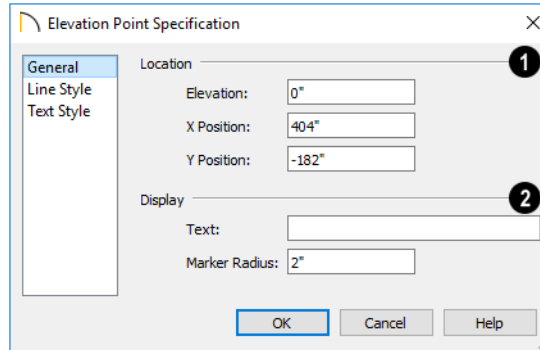 Elevation Point Specification
General
Line Style
Text Style
Location
1
Elevation: 0"
X Position: 404"
Y Position: -182"
Display
2
Text:
Marker Radius: 2"
OK Cancel Help